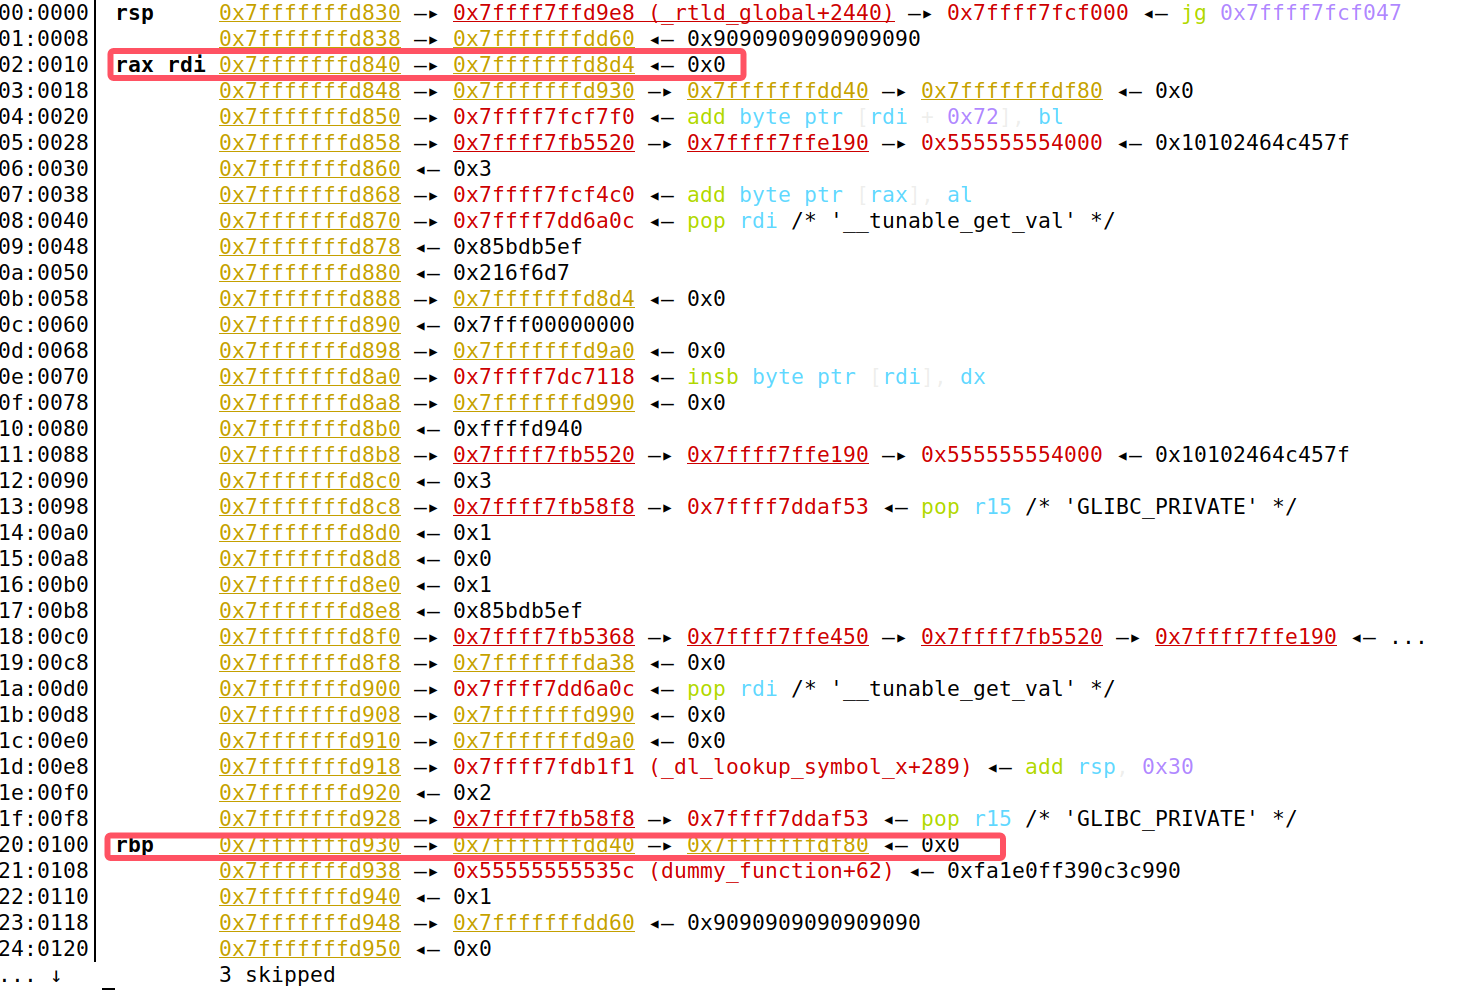 00:0000 rsp 0x7fffffffd830 —▸ 0x7ffff7ffd9e8 (_rtld_global+2440) —▸ 0x7ffff7fcf000 ◂— jg 0x7ffff7fcf047
01:0008 0x7fffffffd838 —▸ 0x7fffffffdd60 ◂— 0x9090909090909090
02:0010 rax rdi 0x7fffffffd840 —▸ 0x7fffffffd8d4 ◂— 0x0
03:0018 0x7fffffffd848 —▸ 0x7fffffffd930 —▸ 0x7fffffffdd40 —▸ 0x7fffffffdf80 ◂— 0x0
04:0020 0x7fffffffd850 —▸ 0x7ffff7fcf7f0 ◂— add byte ptr [rdi + 0x72], bl
05:0028 0x7fffffffd858 —▸ 0x7ffff7fb5520 —▸ 0x7ffff7ffe190 —▸ 0x555555554000 ◂— 0x10102464c457f
06:0030 0x7fffffffd860 ◂— 0x3
07:0038 0x7fffffffd868 —▸ 0x7ffff7fcf4c0 ◂— add byte ptr [rax], al
08:0040 0x7fffffffd870 —▸ 0x7ffff7dd6a0c ◂— pop rdi /* '__tunable_get_val' */
09:0048 0x7fffffffd878 ◂— 0x85bdb5ef
0a:0050 0x7fffffffd880 ◂— 0x216f6d7
0b:0058 0x7fffffffd888 —▸ 0x7fffffffd8d4 ◂— 0x0
0c:0060 0x7fffffffd890 ◂— 0x7fff00000000
0d:0068 0x7fffffffd898 —▸ 0x7fffffffd9a0 ◂— 0x0
0e:0070 0x7fffffffd8a0 —▸ 0x7ffff7dc7118 ◂— insb byte ptr [rdi], dx
0f:0078 0x7fffffffd8a8 —▸ 0x7fffffffd990 ◂— 0x0
10:0080 0x7fffffffd8b0 ◂— 0xffffd940
11:0088 0x7fffffffd8b8 —▸ 0x7ffff7fb5520 —▸ 0x7ffff7ffe190 —▸ 0x555555554000 ◂— 0x10102464c457f
12:0090 0x7fffffffd8c0 ◂— 0x3
13:0098 0x7fffffffd8c8 —▸ 0x7ffff7fb58f8 —▸ 0x7ffff7ddaf53 ◂— pop r15 /* 'GLIBC_PRIVATE' */
14:00a0 0x7fffffffd8d0 ◂— 0x1
15:00a8 0x7fffffffd8d8 ◂— 0x0
16:00b0 0x7fffffffd8e0 ◂— 0x1
17:00b8 0x7fffffffd8e8 ◂— 0x85bdb5ef
18:00c0 0x7fffffffd8f0 —▸ 0x7ffff7fb5368 —▸ 0x7ffff7ffe450 —▸ 0x7ffff7fb5520 —▸ 0x7ffff7ffe190 ◂— ...
19:00c8 0x7fffffffd8f8 —▸ 0x7fffffffda38 ◂— 0x0
1a:00d0 0x7fffffffd900 —▸ 0x7ffff7dd6a0c ◂— pop rdi /* '__tunable_get_val' */
1b:00d8 0x7fffffffd908 —▸ 0x7fffffffd990 ◂— 0x0
1c:00e0 0x7fffffffd910 —▸ 0x7fffffffd9a0 ◂— 0x0
1d:00e8 0x7fffffffd918 —▸ 0x7ffff7fdb1f1 (_dl_lookup_symbol_x+289) ◂— add rsp, 0x30
1e:00f0 0x7fffffffd920 ◂— 0x2
1f:00f8 0x7fffffffd928 —▸ 0x7ffff7fb58f8 —▸ 0x7ffff7ddaf53 ◂— pop r15 /* 'GLIBC_PRIVATE' */
20:0100 rbp 0x7fffffffd930 —▸ 0x7fffffffdd40 —▸ 0x7fffffffdf80 ◂— 0x0
21:0108 0x7fffffffd938 —▸ 0x55555555535c (dummy_function+62) ◂— 0xfa1e0ff390c3c990
22:0110 0x7fffffffd940 ◂— 0x1
23:0118 0x7fffffffd948 —▸ 0x7fffffffdd60 ◂— 0x9090909090909090
24:0120 0x7fffffffd950 ◂— 0x0
... ↓ 3 skipped